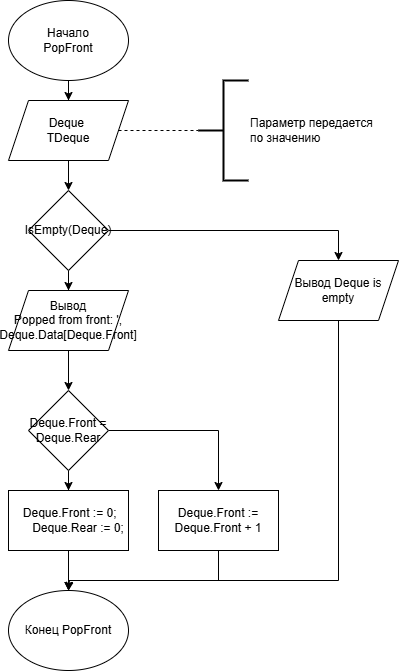 Начало
PopFront
Deque
TDeque
Параметр передается
по значению
IsEmpty(Deque)
Вывод Deque is
empty
Вывод
Popped from front: ',
Deque.Data[Deque.Front]
Deque.Front =
Deque.Rear
Deque.Front := 0;
Deque.Rear := 0;
Deque.Front :=
Deque.Front + 1
Конец PopFront